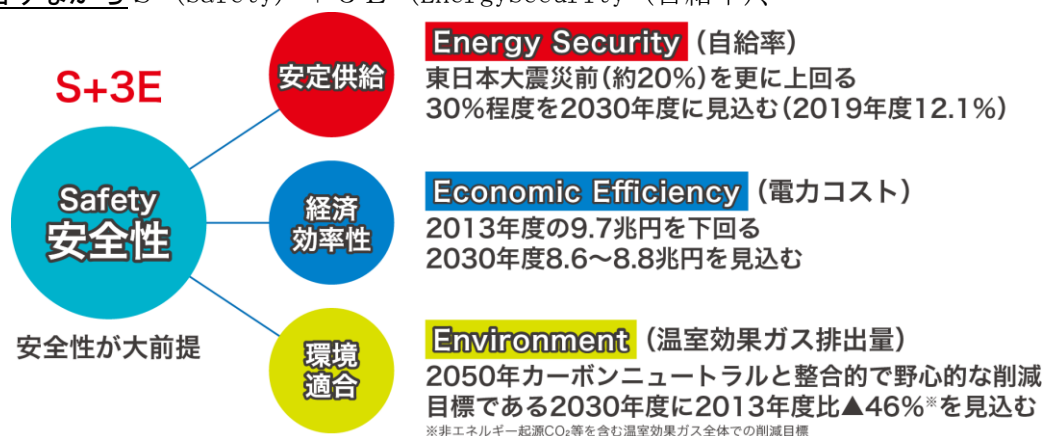 S (Safety) +3E (EnergySecurity (自給率)、
S+3E
Safety
安全性
安全性が大前提
安定供給
Energy Security (自給率)
東日本大震災前(約20%)を更に上回る
30%程度を2030年度に見込む(2019年度12.1%)
経済
効率性
Economic Efficiency (電力コスト)
2013年度の9.7兆円を下回る
2030年度8.6～8.8兆円を見込む
環境
適合
Environment (温室効果ガス排出量)
2050年カーボンニュートラルと整合的で野心的な削減
目標である2030年度に2013年度比▲46%※を見込む
※非エネルギー起源CO₂等を含む温室効果ガス全体での削減目標